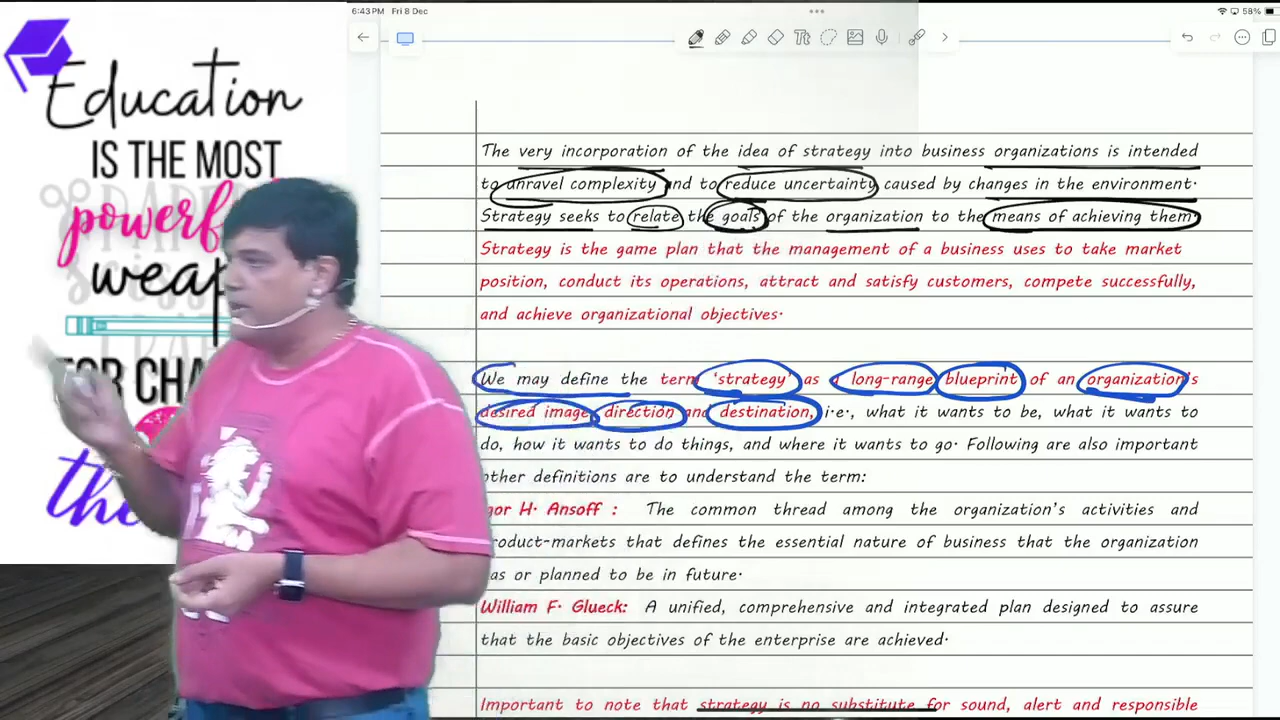 6:43 PM Fri 8 Dec
58%
Education
IS THE MOST
powerf
weap
FOR CHA
the
Tt
The very incorporation of the idea of strategy into business organizations is intended
to unravel complexity and to reduce uncertainty caused by changes in the environment.
Strategy seeks to relate the goals of the organization to the means of achieving them.
Strategy is the game plan that the management of a business uses to take market
position, conduct its operations, attract and satisfy customers, compete successfully,
and achieve organizational objectives.
We may define the term 'strategy' as a long-range blueprint of an organization's
desired image, direction and destination, i.e., what it wants to be, what it wants to
do, how it wants to do things, and where it wants to go. Following are also important
other definitions are to understand the term:
gor H. Ansoff : The common thread among the organization's activities and
product-markets that defines the essential nature of business that the organization
as or planned to be in future.
William F. Glueck: A unified, comprehensive and integrated plan designed to assure
that the basic objectives of the enterprise are achieved.
Important to note that strategy is no substitute for sound, alert and responsible